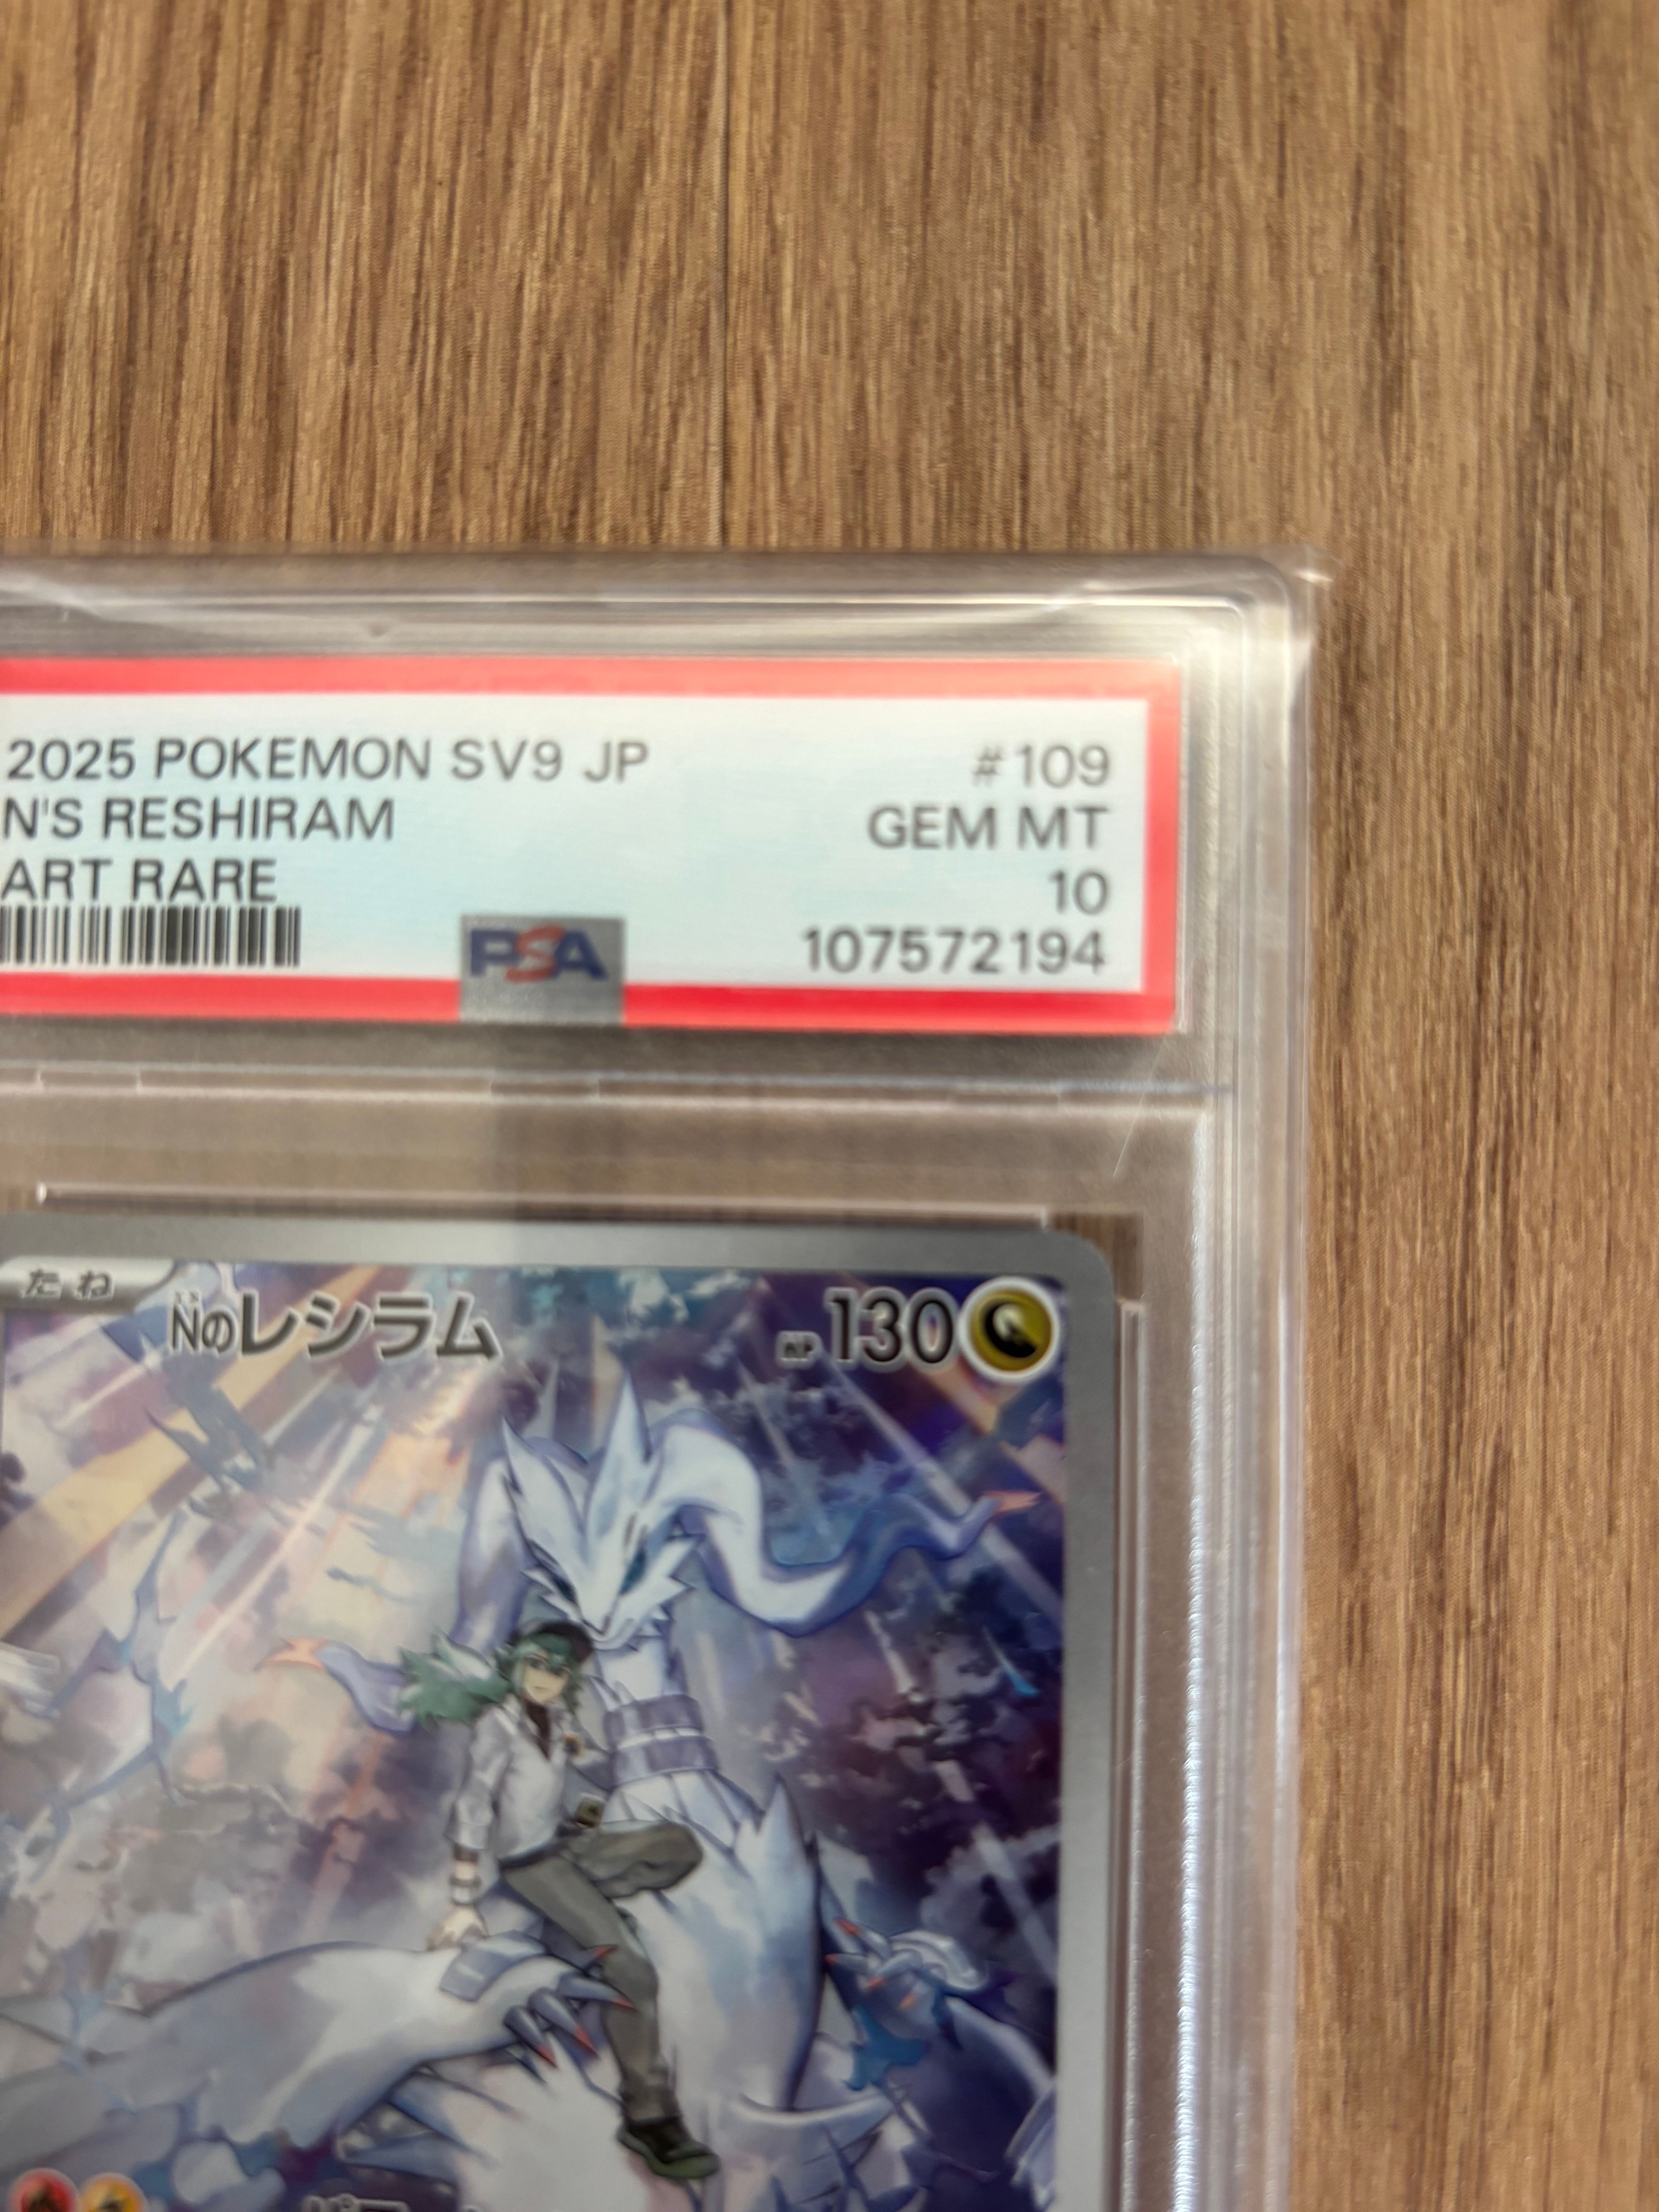 2025 POKEMON SV9 JP #109
N'S RESHIRAM GEM MT
ART RARE 10
PSA 107572194
たね Nのレシラム HP 130